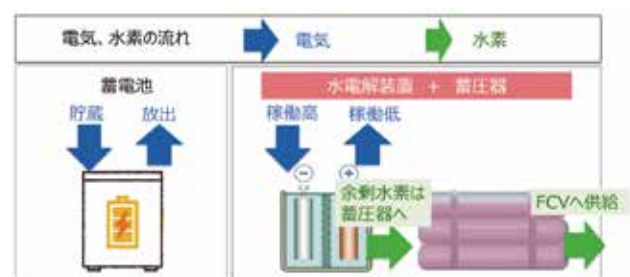 電気、水素の流れ
電気
水素
蓄電池
貯蔵
放出
水電解装置 + 蓄圧器
稼働高
稼働低
余剰水素は
蓄圧器へ
FCVへ供給